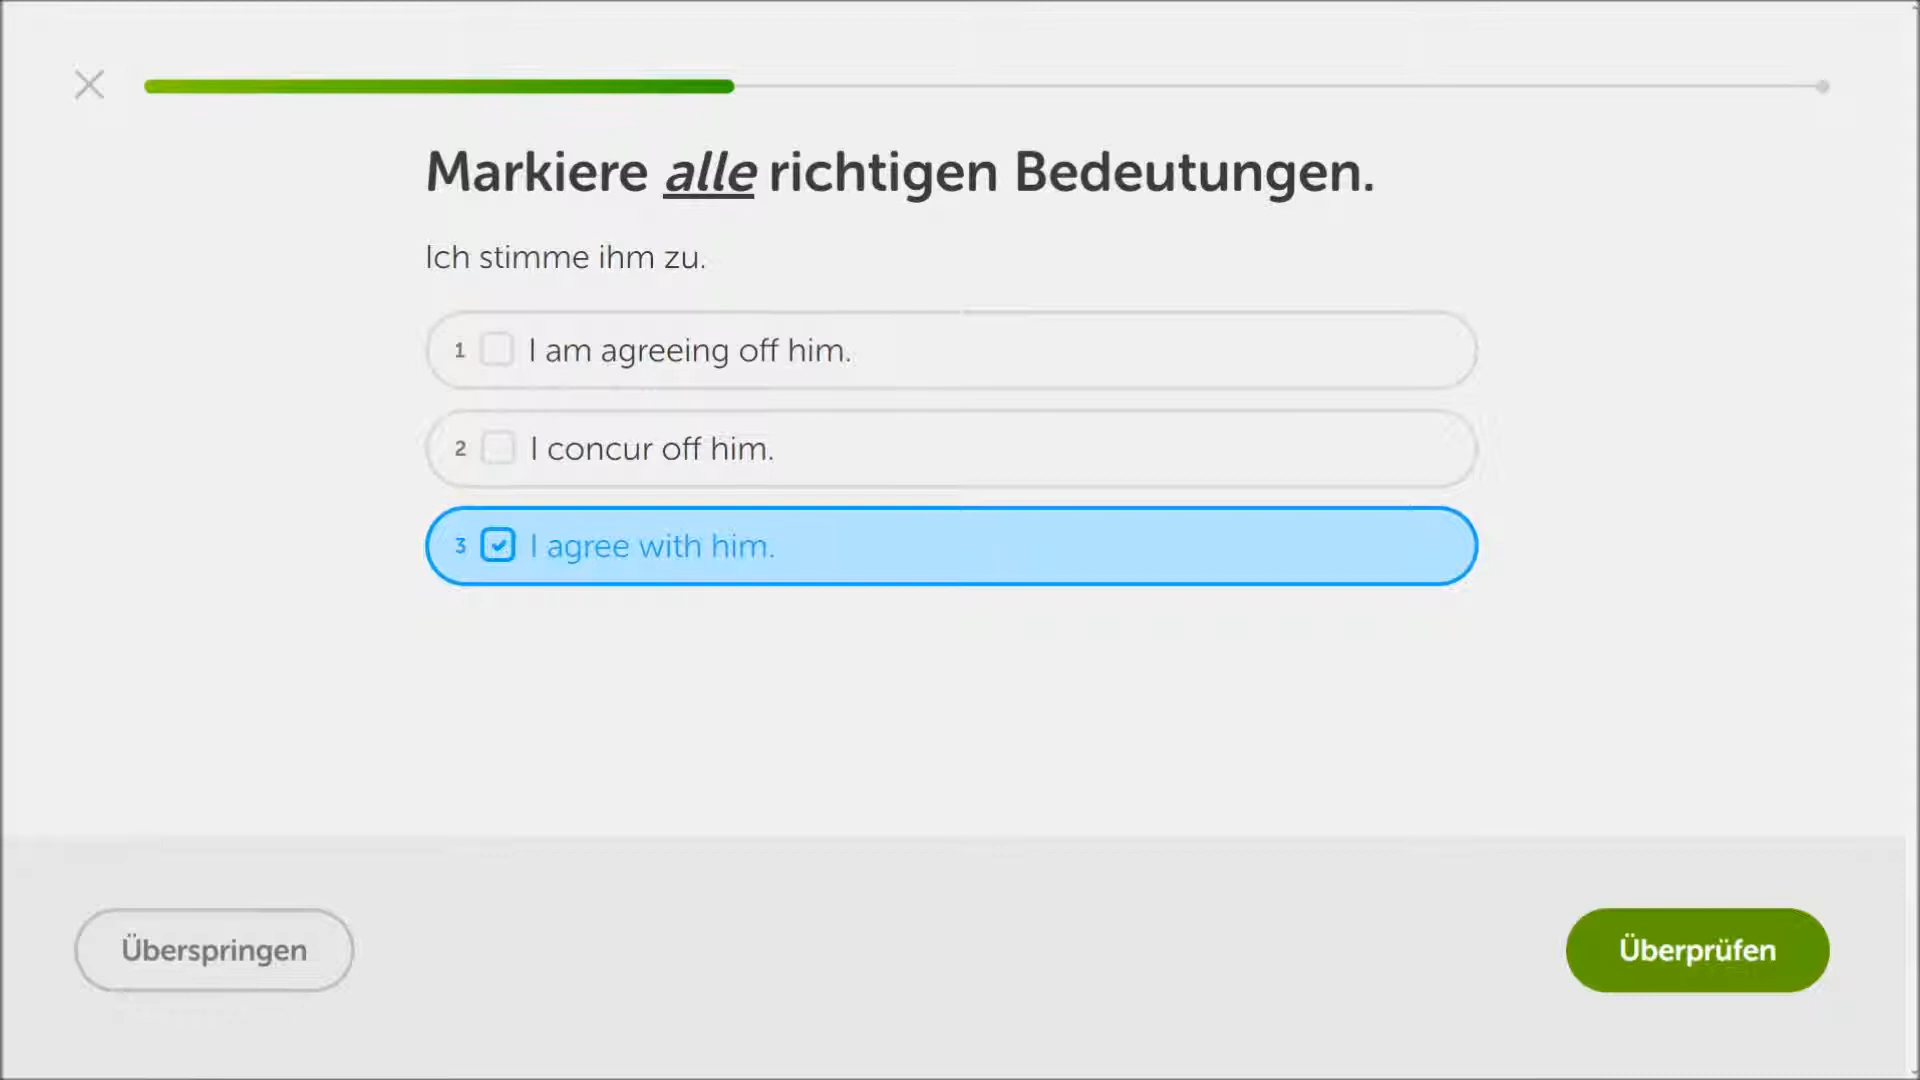 Markiere alle richtigen Bedeutungen.
Ich stimme ihm zu.
1 I am agreeing off him.
2 I concur off him.
3 I agree with him.
Überspringen
Überprüfen